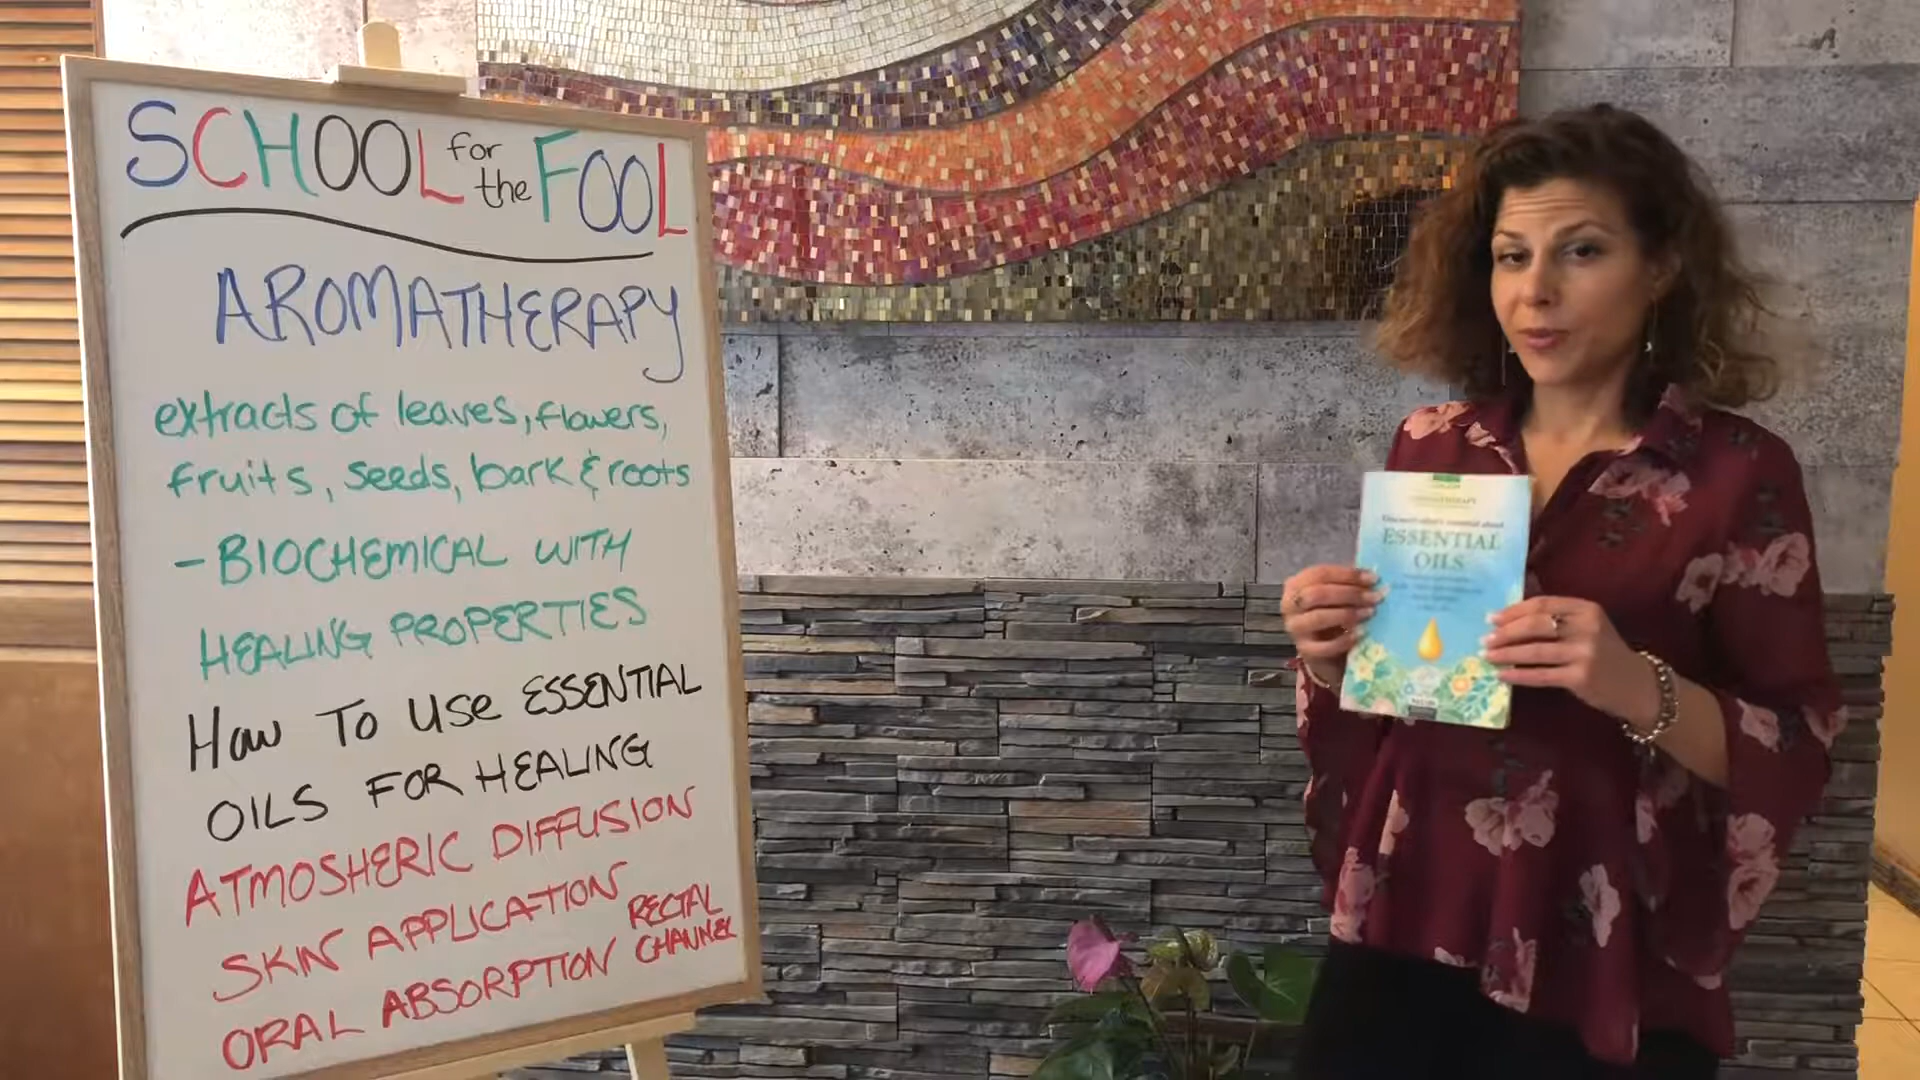 SCHOOL for the FOOL
AROMATHERAPY
extracts of leaves, flowers,
fruits, seeds, bark & roots
- BIOCHEMICAL WITH
HEALING PROPERTIES
How To Use ESSENTIAL
OILS FOR HEALING
ATMOSHERIC DIFFUSION
SKIN APPLICATION
ORAL ABSORPTION
RECTAL
CHANNEL
ESSENTIAL
OILS